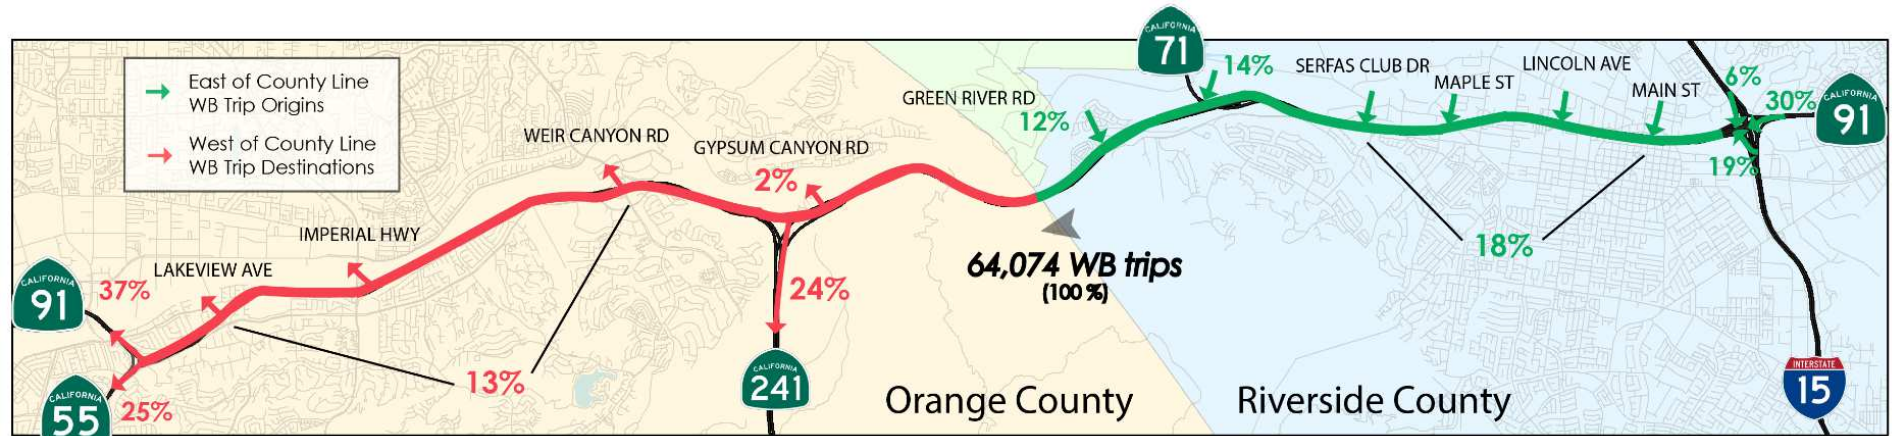 East of County Line
WB Trip Origins
West of County Line
WB Trip Destinations
CALIFORNIA
71
14%
SERFAS CLUB DR
MAPLE ST
LINCOLN AVE
MAIN ST
6%
30%
CALIFORNIA
91
19%
GREEN RIVER RD
12%
18%
WEIR CANYON RD
GYPSUM CANYON RD
2%
IMPERIAL HWY
LAKEVIEW AVE
CALIFORNIA
91
37%
24%
64,074 WB trips
(100 %)
13%
CALIFORNIA
241
CALIFORNIA
55
25%
Orange County
Riverside County
INTERSTATE
15